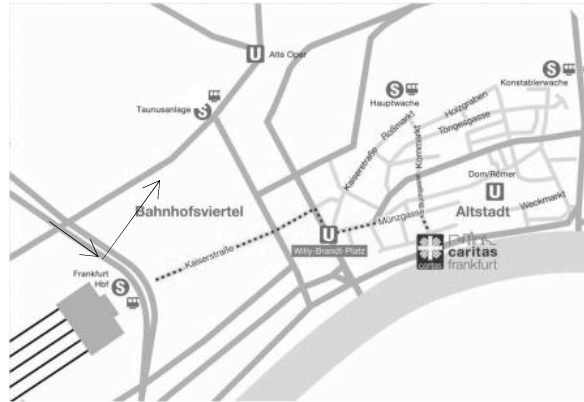 U Alte Oper
Taunusanlage
S
S
Hauptwache
S
Konstablerwache
Holzgraben
Töngesgasse
Roßmarkt
Kaiserstraße
Kornmarkt
Dom/Römer
U
Bahnhofsviertel
Altstadt
Weckmarkt
Münzgasse
Kaiserstraße
U
Willy-Brandt-Platz
caritas
frankfurt
Frankfurt
Hbf
S